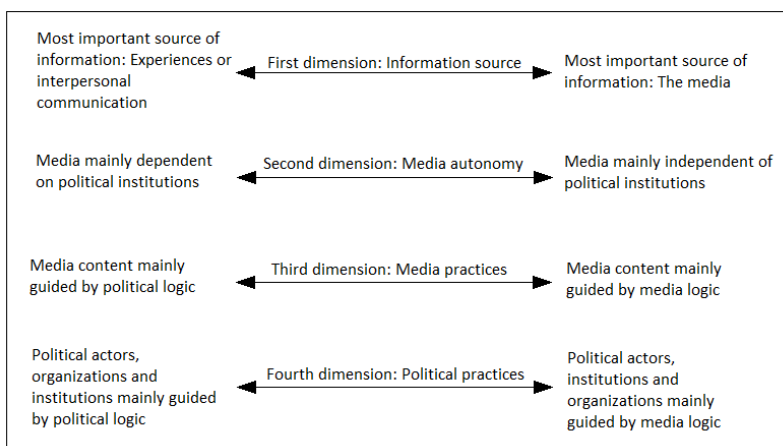 Most important source of
information: Experiences or
interpersonal
communication
First dimension: Information source
Most important source of
information: The media
Media mainly dependent
on political institutions
Second dimension: Media autonomy
Media mainly independent of
political institutions
Media content mainly
guided by political logic
Third dimension: Media practices
Media content mainly
guided by media logic
Political actors,
organizations and
institutions mainly guided
by political logic
Fourth dimension: Political practices
Political actors,
institutions and
organizations mainly
guided by media logic